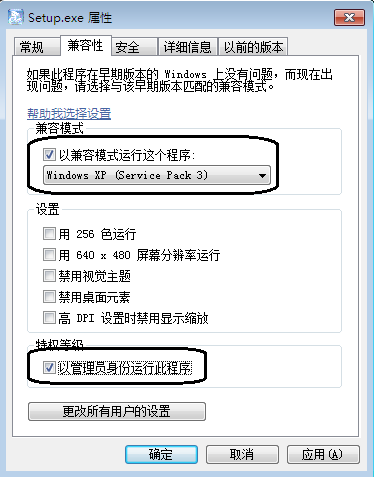 Setup.exe 属性
常规
兼容性
安全
详细信息
以前的版本
如果此程序在早期版本的 Windows 上没有问题，而现在出
现问题，请选择与该早期版本匹配的兼容模式。
帮助我选择设置
兼容模式
以兼容模式运行这个程序:
Windows XP (Service Pack 3)
设置
用 256 色运行
用 640 x 480 屏幕分辨率运行
禁用视觉主题
禁用桌面元素
高 DPI 设置时禁用显示缩放
特权等级
以管理员身份运行此程序
更改所有用户的设置
确定
取消
应用(A)